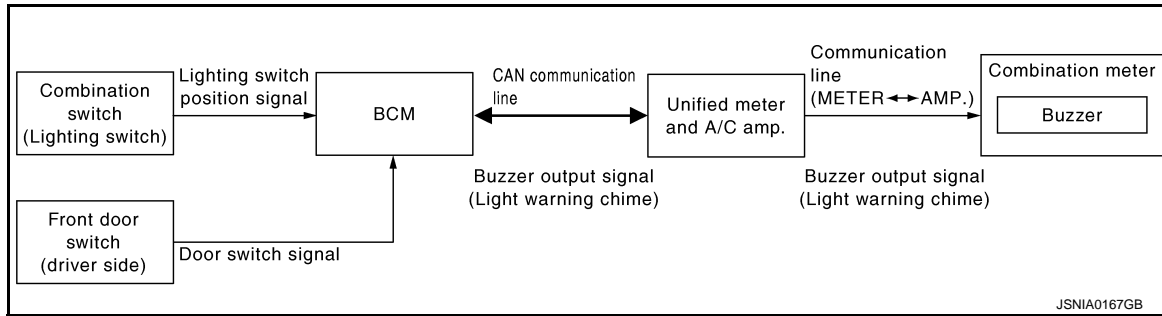 Combination
switch
(Lighting switch)
Lighting switch
position signal
BCM
CAN communication
line
Buzzer output signal
(Light warning chime)
Unified meter
and A/C amp.
Communication
line
(METER↔AMP.)
Buzzer output signal
(Light warning chime)
Combination meter
Buzzer
Front door
switch
(driver side)
Door switch signal
JSNIA0167GB